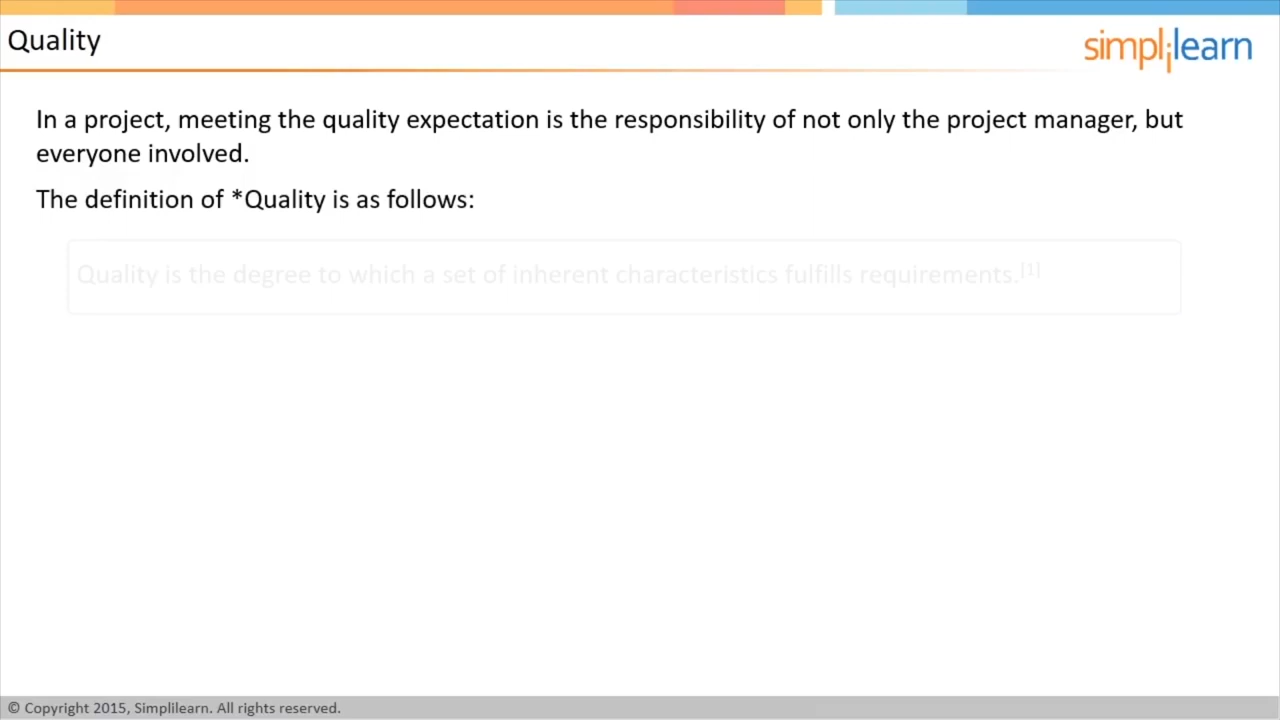 Quality
simplilearn
In a project, meeting the quality expectation is the responsibility of not only the project manager, but
everyone involved.
The definition of *Quality is as follows:
Quality is the degree to which a set of inherent characteristics fulfills requirements.[1]
© Copyright 2015, Simplilearn. All rights reserved.